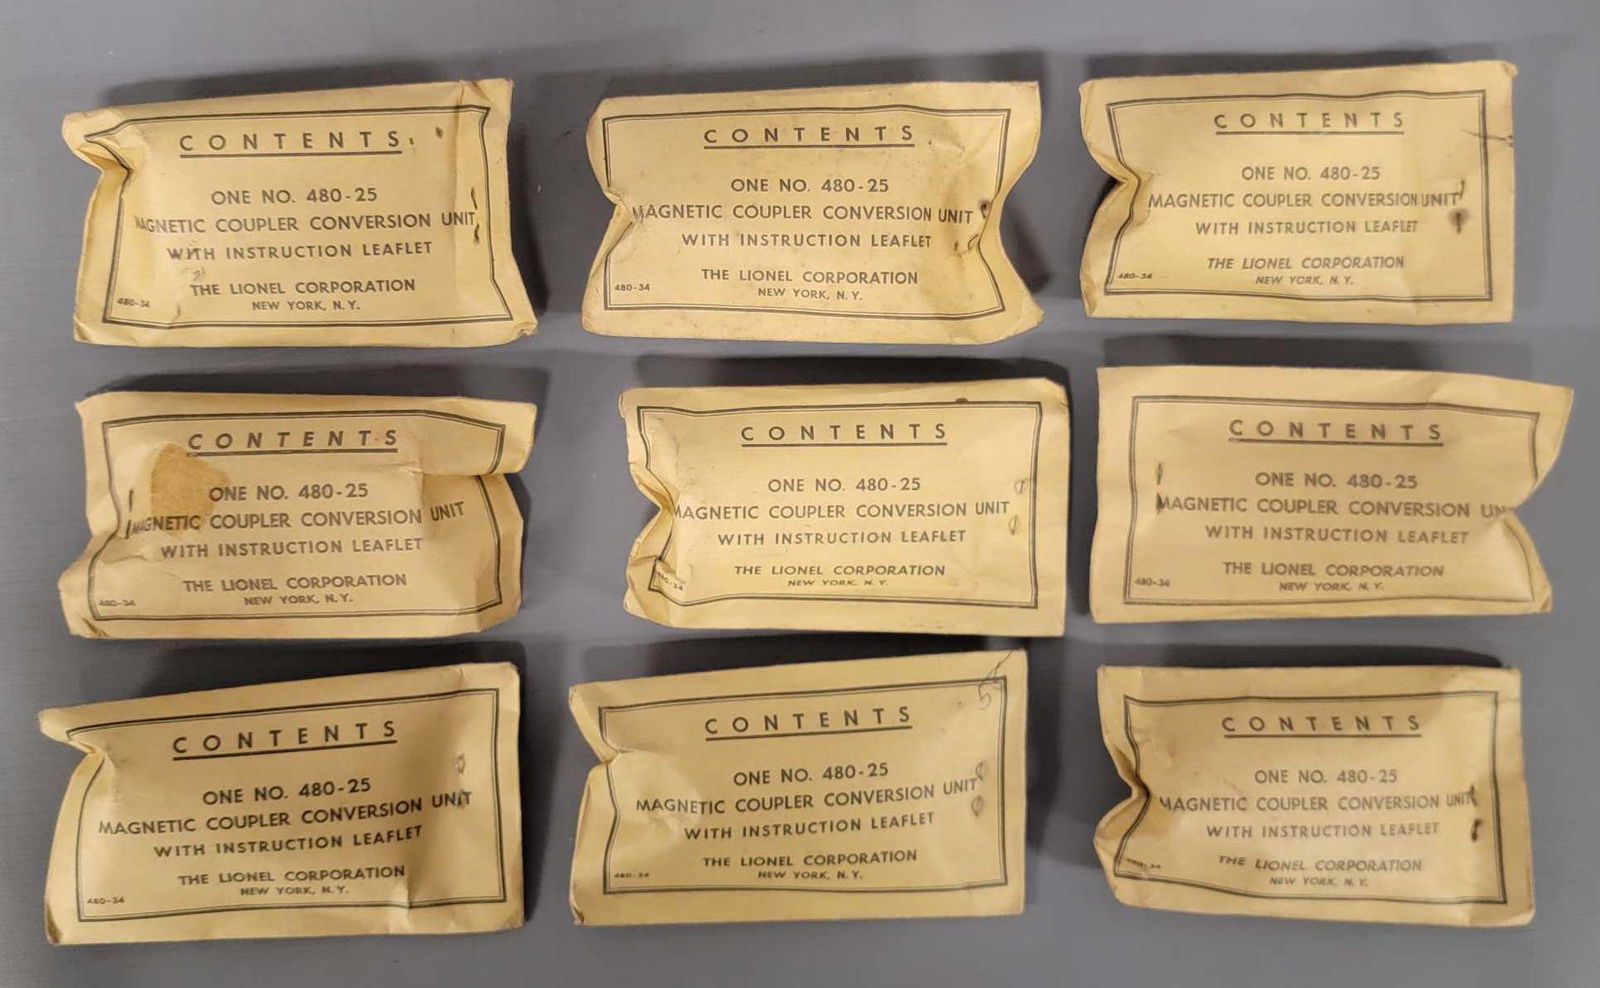 CONTENTS
ONE NO. 480-25
MAGNETIC COUPLER CONVERSION UNIT
WITH INSTRUCTION LEAFLET
THE LIONEL CORPORATION
NEW YORK, N.Y.
480-34
CONTENTS
ONE NO. 480-25
MAGNETIC COUPLER CONVERSION UNIT
WITH INSTRUCTION LEAFLET
THE LIONEL CORPORATION
NEW YORK, N.Y.
480-34
CONTENTS
ONE NO. 480-25
MAGNETIC COUPLER CONVERSION UNIT
WITH INSTRUCTION LEAFLET
THE LIONEL CORPORATION
NEW YORK, N.Y.
480-34
CONTENTS
ONE NO. 480-25
MAGNETIC COUPLER CONVERSION UNIT
WITH INSTRUCTION LEAFLET
THE LIONEL CORPORATION
NEW YORK, N.Y.
480-34
CONTENTS
ONE NO. 480-25
MAGNETIC COUPLER CONVERSION UNIT
WITH INSTRUCTION LEAFLET
THE LIONEL CORPORATION
NEW YORK, N.Y.
480-34
CONTENTS
ONE NO. 480-25
MAGNETIC COUPLER CONVERSION UN
WITH INSTRUCTION LEAFLET
THE LIONEL CORPORATION
NEW YORK, N.Y.
480-34
CONTENTS
ONE NO. 480-25
MAGNETIC COUPLER CONVERSION UNIT
WITH INSTRUCTION LEAFLET
THE LIONEL CORPORATION
NEW YORK, N.Y.
480-34
55
CONTENTS
ONE NO. 480-25
MAGNETIC COUPLER CONVERSION UNIT
WITH INSTRUCTION LEAFLET
THE LIONEL CORPORATION
NEW YORK, N.Y.
480-34
CONTENTS
ONE NO. 480-25
MAGNETIC COUPLER CONVERSION UNIT
WITH INSTRUCTION LEAFLET
THE LIONEL CORPORATION
NEW YORK, N.Y.